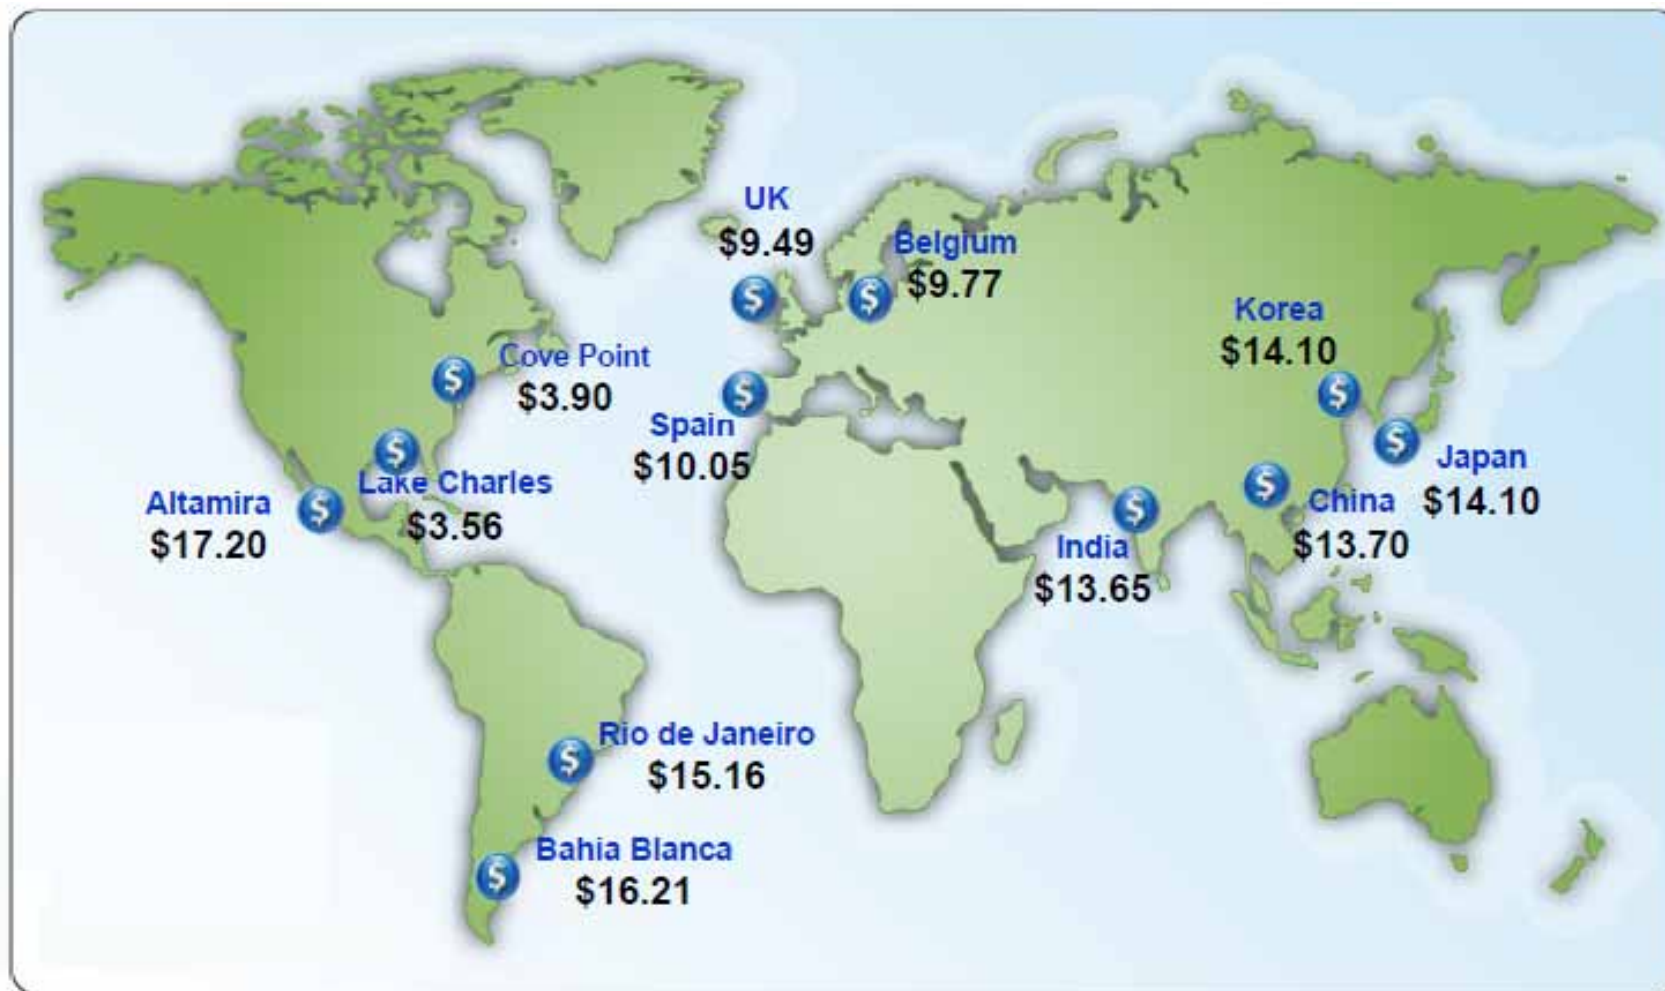 UK
$9.49
Belgium
$9.77
Korea
$14.10
Cove Point
$3.90
Spain
$10.05
Japan
$14.10
Lake Charles
$3.56
Altamira
$17.20
China
$13.70
India
$13.65
Rio de Janeiro
$15.16
Bahia Blanca
$16.21